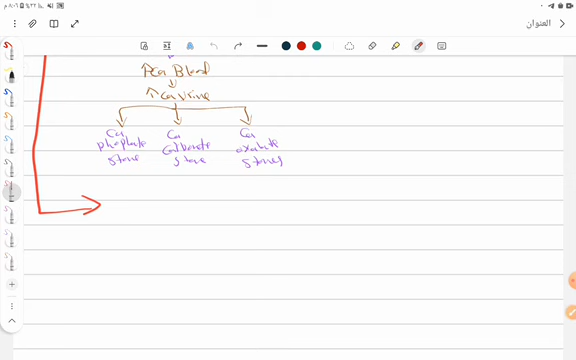 العنوان
↑Ca Blood
↑Ca urine
Ca phosphate stone
Ca Carbonate stone
Ca oxalate stones